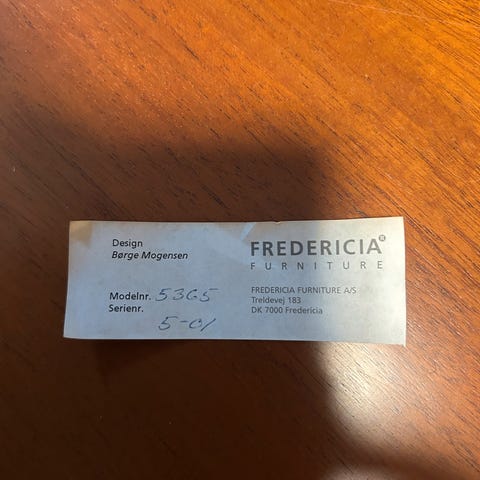 Design
Børge Mogensen
Modelnr. 5365
Serienr.
5-01
FREDERICIA®
FURNITURE
FREDERICIA FURNITURE A/S
Treldevej 183
DK 7000 Fredericia